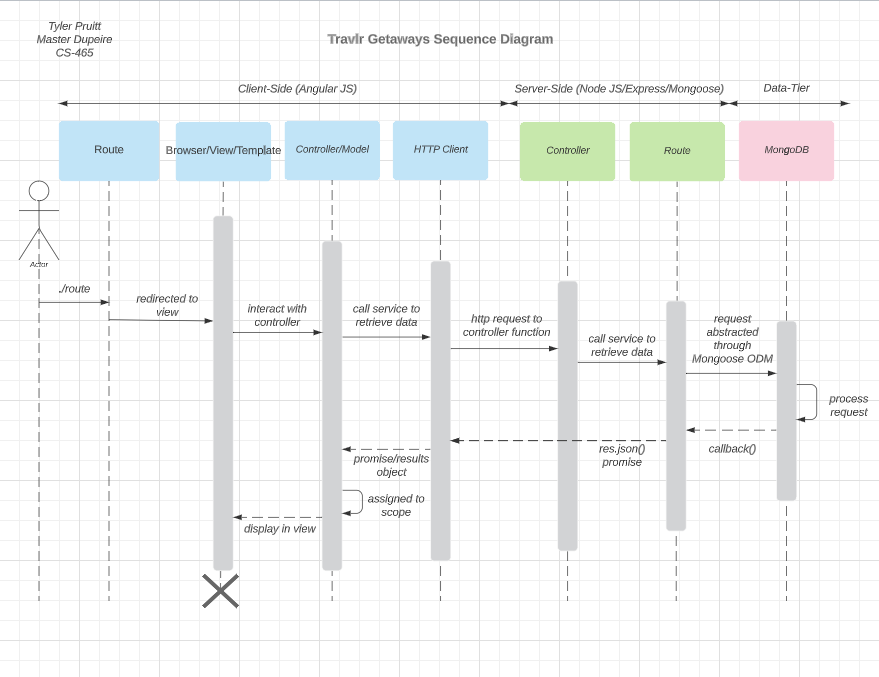 Tyler Pruitt
Master Dupeire
CS-465
Travlr Getaways Sequence Diagram
Client-Side (Angular JS)
Server-Side (Node JS/Express/Mongoose)
Data-Tier
Route
Browser/View/Template
Controller/Model
HTTP Client
Controller
Route
MongoDB
Actor
./route
redirected to
view
interact with
controller
call service to
retrieve data
http request to
controller function
call service to
retrieve data
request
abstracted
through
Mongoose ODM
process
request
callback()
res.json()
promise
promise/results
object
assigned to
scope
display in view